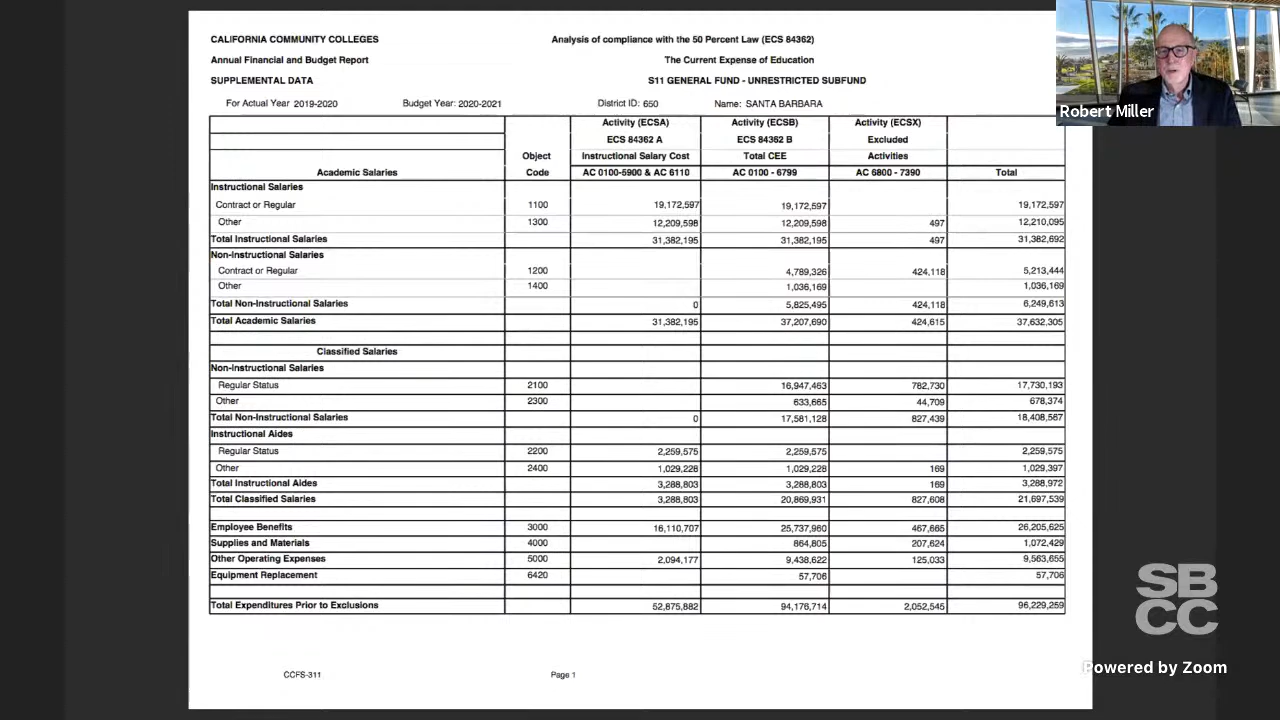 CALIFORNIA COMMUNITY COLLEGES Analysis of compliance with the 50 Percent Law (ECS 84362)
Annual Financial and Budget Report The Current Expense of Education
SUPPLEMENTAL DATA S11 GENERAL FUND - UNRESTRICTED SUBFUND
For Actual Year 2019-2020 Budget Year: 2020-2021 District ID: 650 Name: SANTA BARBARA
Robert Miller
Activity (ECSA) Activity (ECSB) Activity (ECSX)
ECS 84362 A ECS 84362 B Excluded
Object Instructional Salary Cost Total CEE Activities
Academic Salaries Code AC 0100-5900 & AC 6110 AC 0100 - 6799 AC 6800 - 7390 Total
Instructional Salaries
Contract or Regular 1100 19,172,597 19,172,597 19,172,597
Other 1300 12,209,598 12,209,598 497 12,210,095
Total Instructional Salaries 31,382,195 31,382,195 497 31,382,692
Non-Instructional Salaries
Contract or Regular 1200 4,789,326 424,118 5,213,444
Other 1400 1,036,169 1,036,169
Total Non-Instructional Salaries 0 5,825,495 424,118 6,249,613
Total Academic Salaries 31,382,195 37,207,690 424,615 37,632,305
Classified Salaries
Non-Instructional Salaries
Regular Status 2100 16,947,463 782,730 17,730,193
Other 2300 633,665 44,709 678,374
Total Non-Instructional Salaries 0 17,581,128 827,439 18,408,567
Instructional Aides
Regular Status 2200 2,259,575 2,259,575 2,259,575
Other 2400 1,029,228 1,029,228 169 1,029,397
Total Instructional Aides 3,288,803 3,288,803 169 3,288,972
Total Classified Salaries 3,288,803 20,869,931 827,608 21,697,539
Employee Benefits 3000 16,110,707 25,737,960 467,665 26,205,625
Supplies and Materials 4000 864,805 207,624 1,072,429
Other Operating Expenses 5000 2,094,177 9,438,622 125,033 9,563,655
Equipment Replacement 6420 57,706 57,706
Total Expenditures Prior to Exclusions 52,875,882 94,176,714 2,052,545 96,229,259
SB
CC
CCFS-311 Page 1
Powered by Zoom